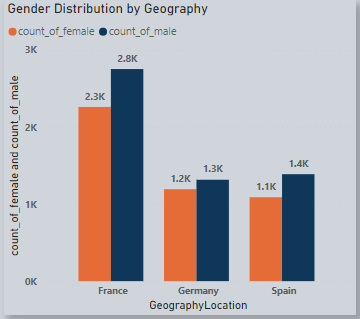 Gender Distribution by Geography
count_of_female count_of_male
count_of_female and count_of_male
3K
2K
1K
0K
2.3K
2.8K
1.2K
1.3K
1.1K
1.4K
France Germany Spain
GeographyLocation